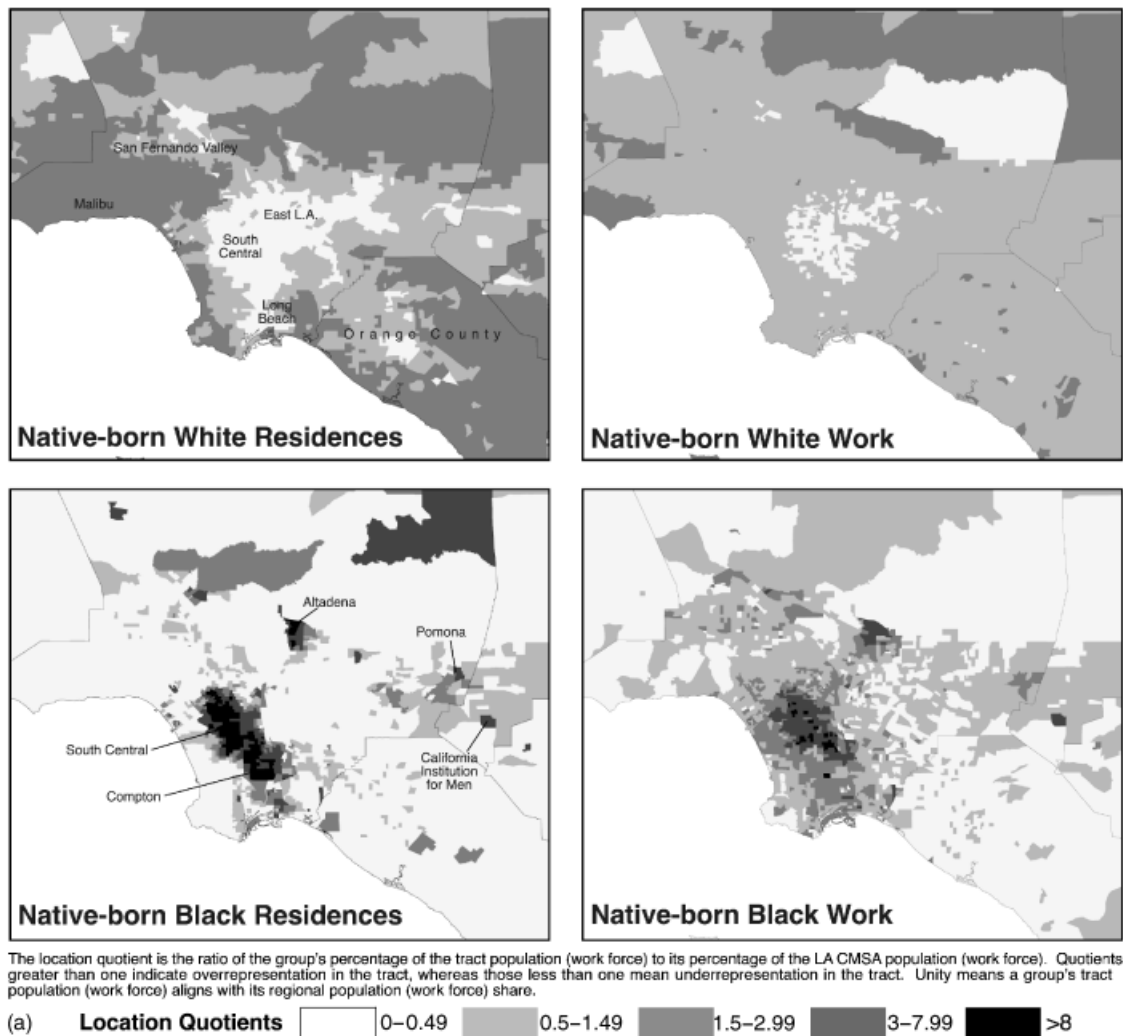 San Fernando Valley
Malibu
East L.A.
South
Central
Long
Beach
Orange County
Native-born White Residences
Native-born White Work
Altadena
Pomona
South Central
California
Institution
for Men
Compton
Native-born Black Residences
Native-born Black Work
The location quotient is the ratio of the group's percentage of the tract population (work force) to its percentage of the LA CMSA population (work force). Quotients
greater than one indicate overrepresentation in the tract, whereas those less than one mean underrepresentation in the tract. Unity means a group's tract
population (work force) aligns with its regional population (work force) share.
(a) Location Quotients 0–0.49 0.5–1.49 1.5–2.99 3–7.99 >8